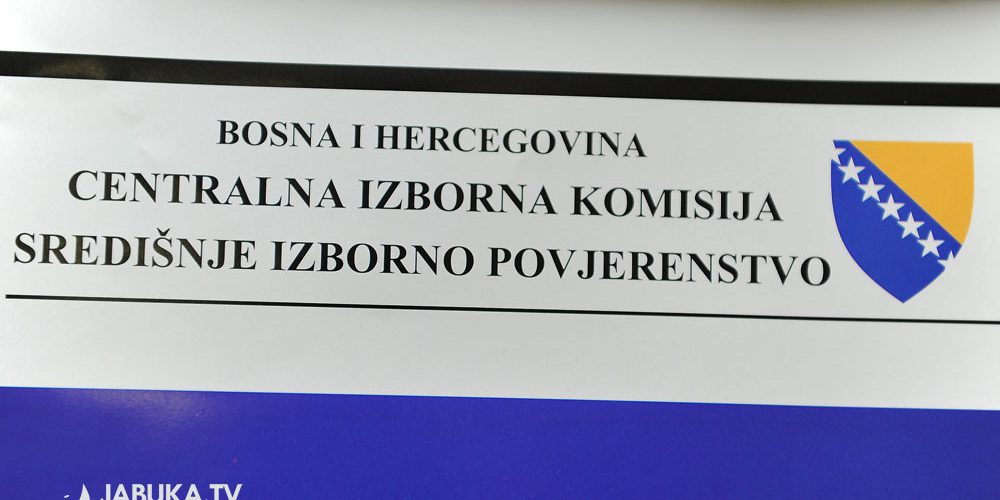 BOSNA I HERCEGOVINA
CENTRALNA IZBORNA KOMISIJA
SREDIŠNJE IZBORNO POVJERENSTVO
JABUKA.TV